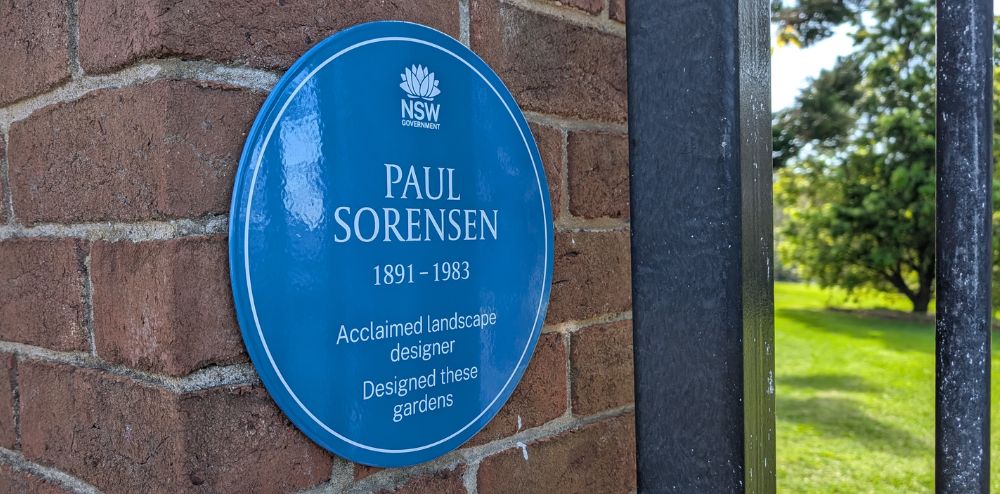 NSW
GOVERNMENT
PAUL
SORENSEN
1891 – 1983
Acclaimed landscape
designer
Designed these
gardens